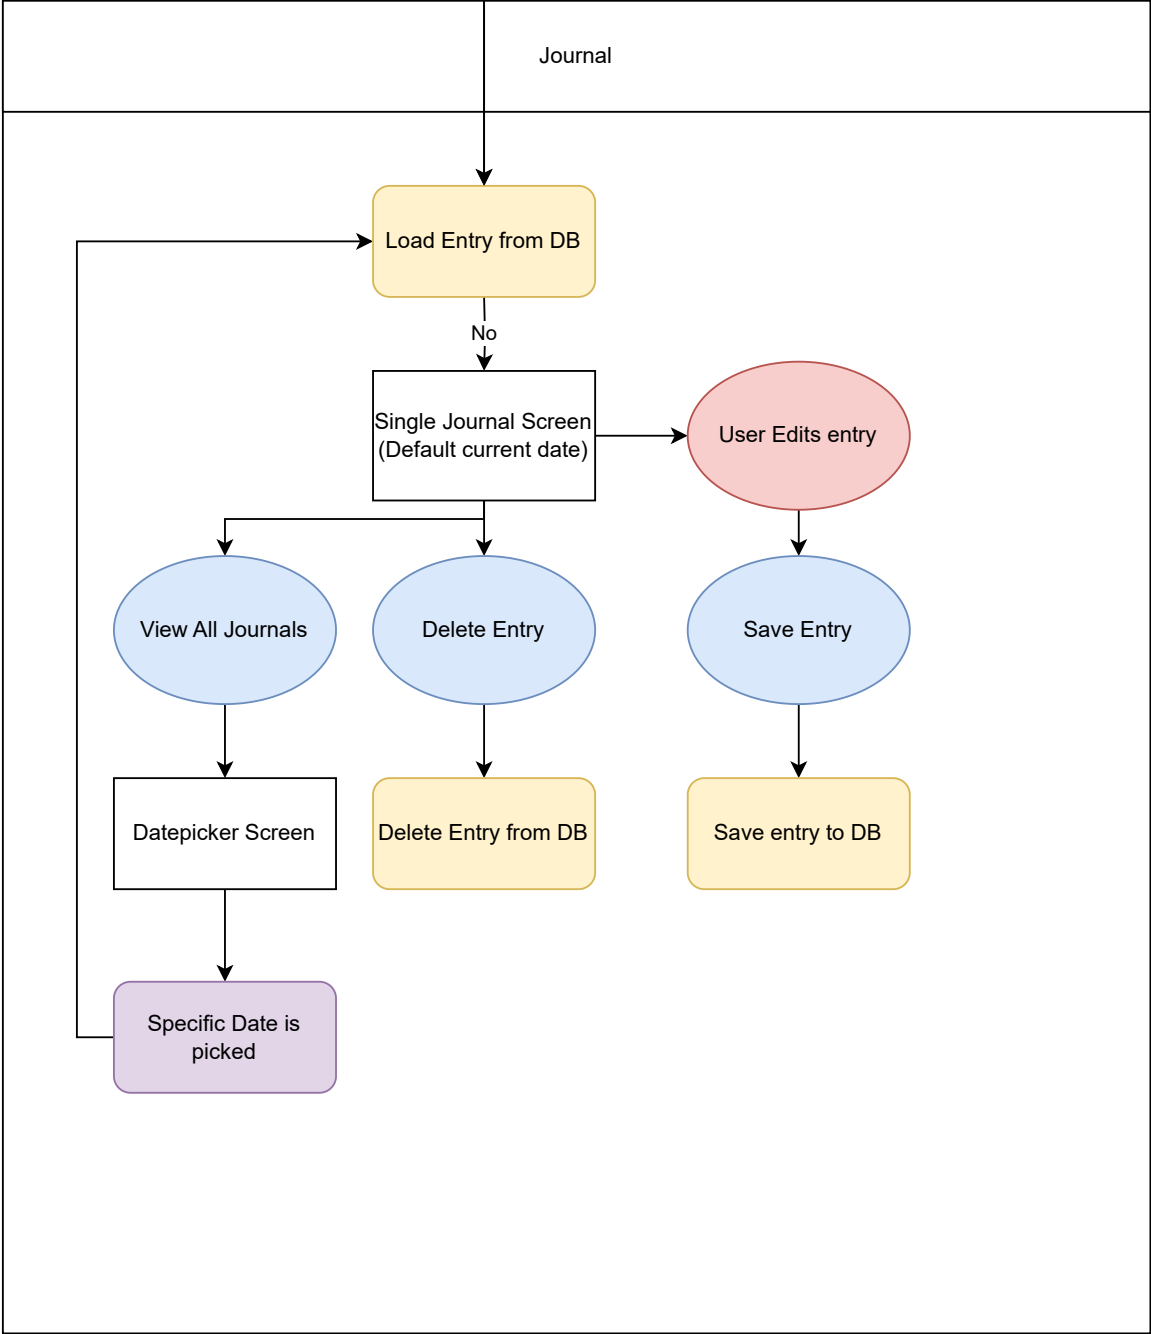 Journal
Load Entry from DB
No
Single Journal Screen
(Default current date)
User Edits entry
View All Journals
Delete Entry
Save Entry
Datepicker Screen
Delete Entry from DB
Save entry to DB
Specific Date is
picked